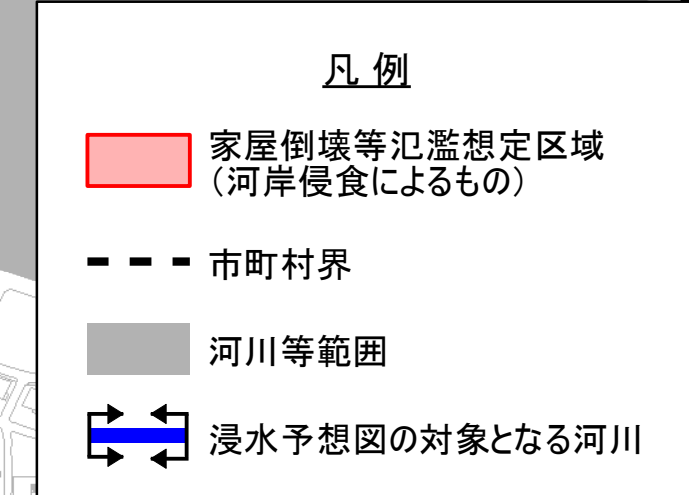 凡 例
家屋倒壊等氾濫想定区域
（河岸侵食によるもの）
市町村界
河川等範囲
浸水予想図の対象となる河川